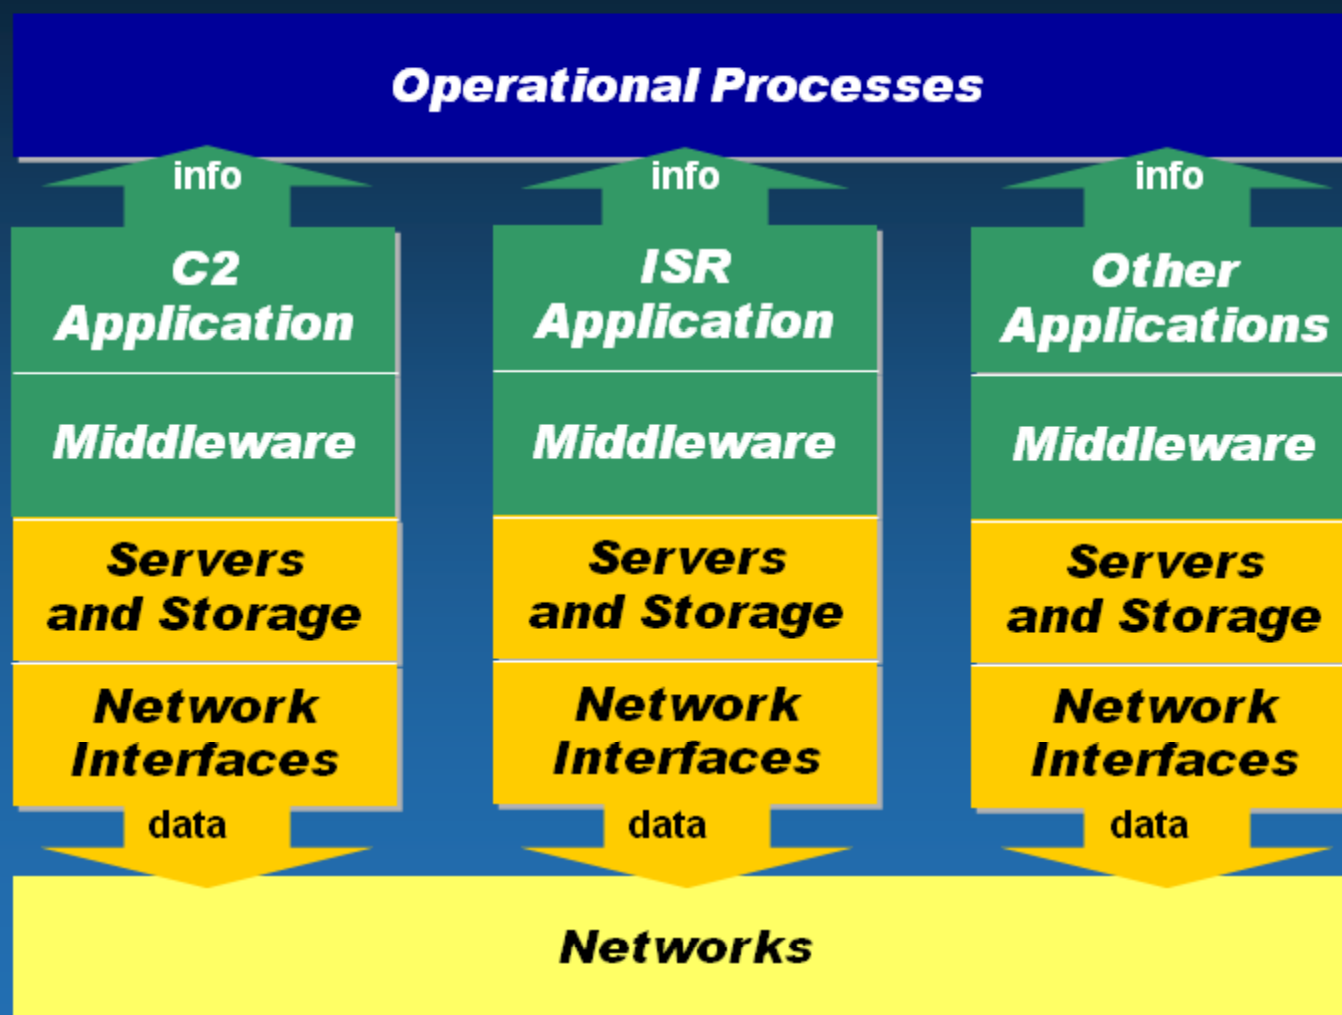 Operational Processes
info
info
info
C2
Application
ISR
Application
Other
Applications
Middleware
Middleware
Middleware
Servers
and Storage
Servers
and Storage
Servers
and Storage
Network
Interfaces
Network
Interfaces
Network
Interfaces
data
data
data
Networks